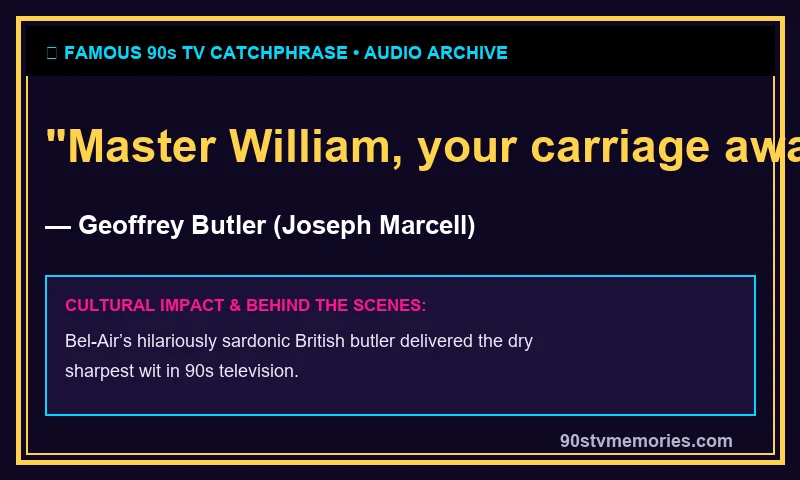 FAMOUS 90s TV CATCHPHRASE • AUDIO ARCHIVE
"Master William, your carriage
— Geoffrey Butler (Joseph Marcell)
CULTURAL IMPACT & BEHIND THE SCENES:
Bel-Air’s hilariously sardonic British butler delivered the dry
sharpest wit in 90s television.
90stvmemories.com